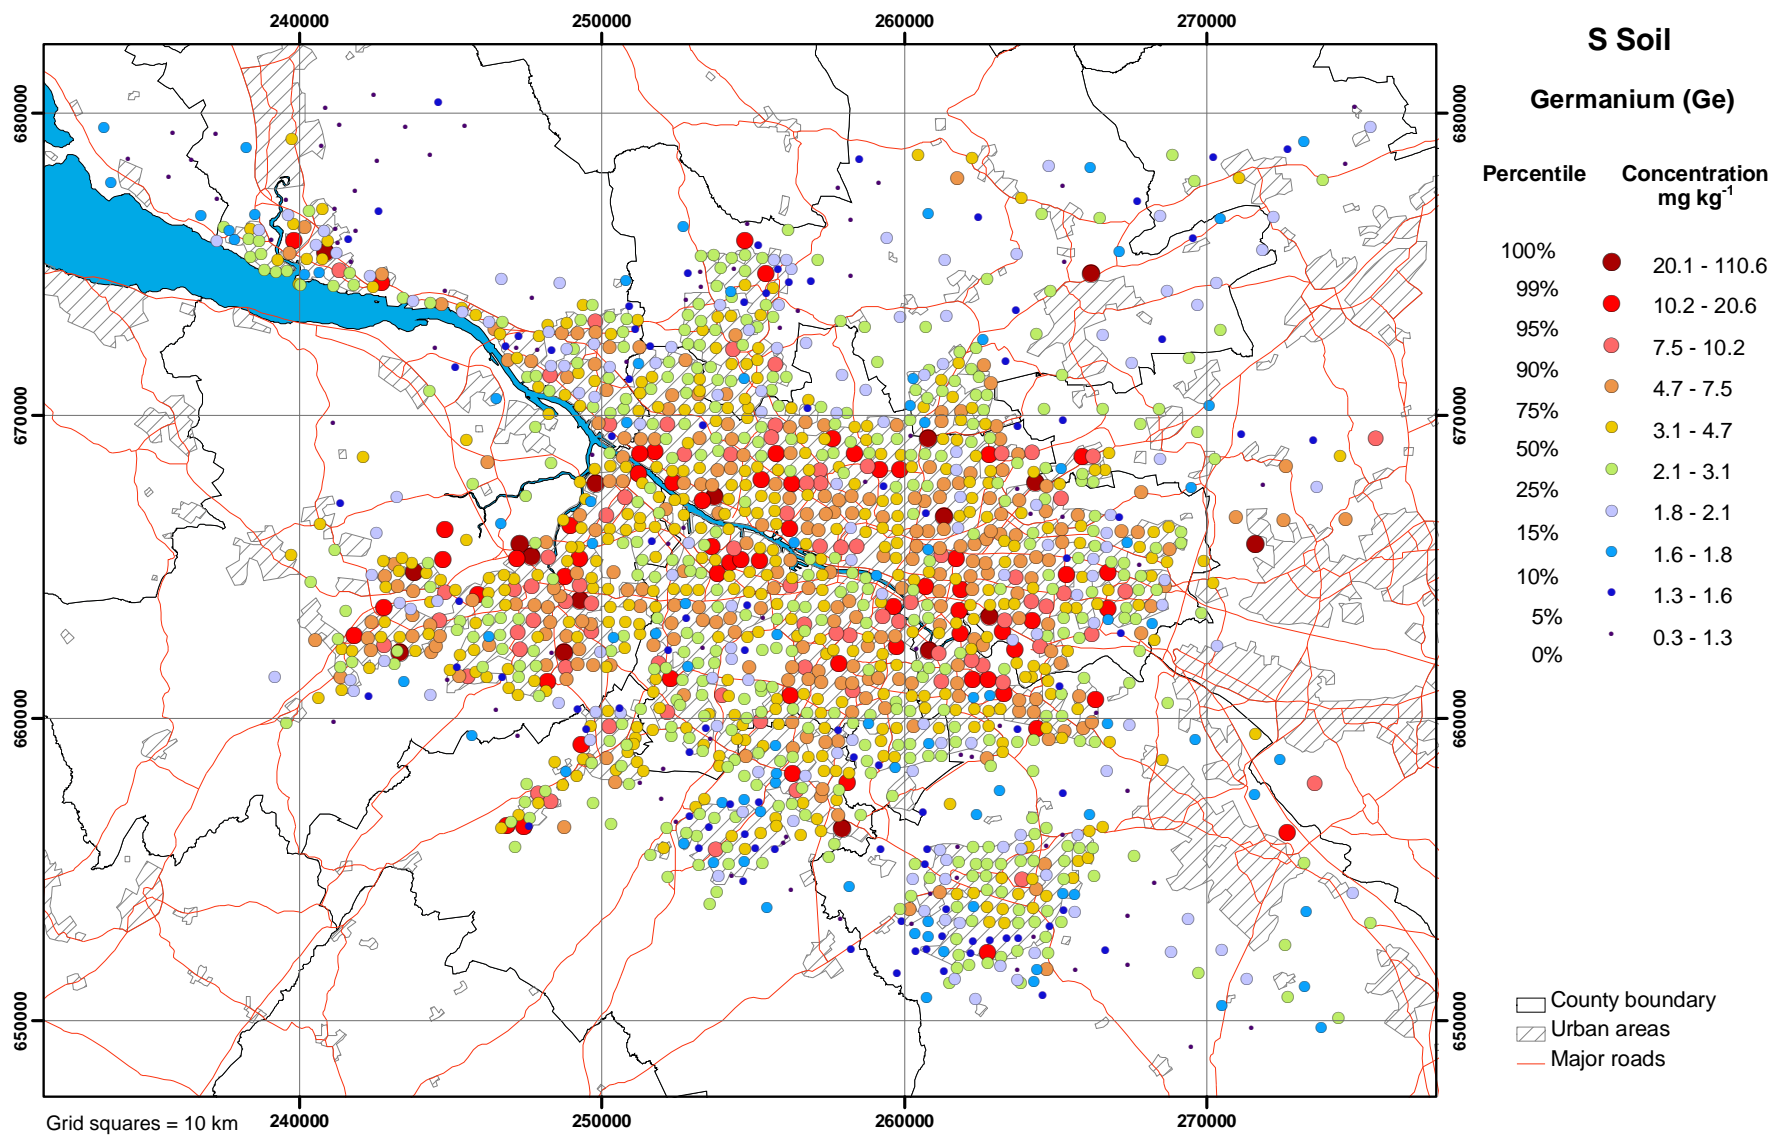 240000
250000
260000
270000
S Soil
Germanium (Ge)
Percentile
Concentration
mg kg-1
100%
20.1 - 110.6
99%
10.2 - 20.6
95%
7.5 - 10.2
90%
4.7 - 7.5
75%
3.1 - 4.7
50%
2.1 - 3.1
25%
1.8 - 2.1
15%
1.6 - 1.8
10%
1.3 - 1.6
5%
0.3 - 1.3
0%
680000
680000
670000
670000
660000
660000
650000
650000
County boundary
Urban areas
Major roads
Grid squares = 10 km
240000
250000
260000
270000